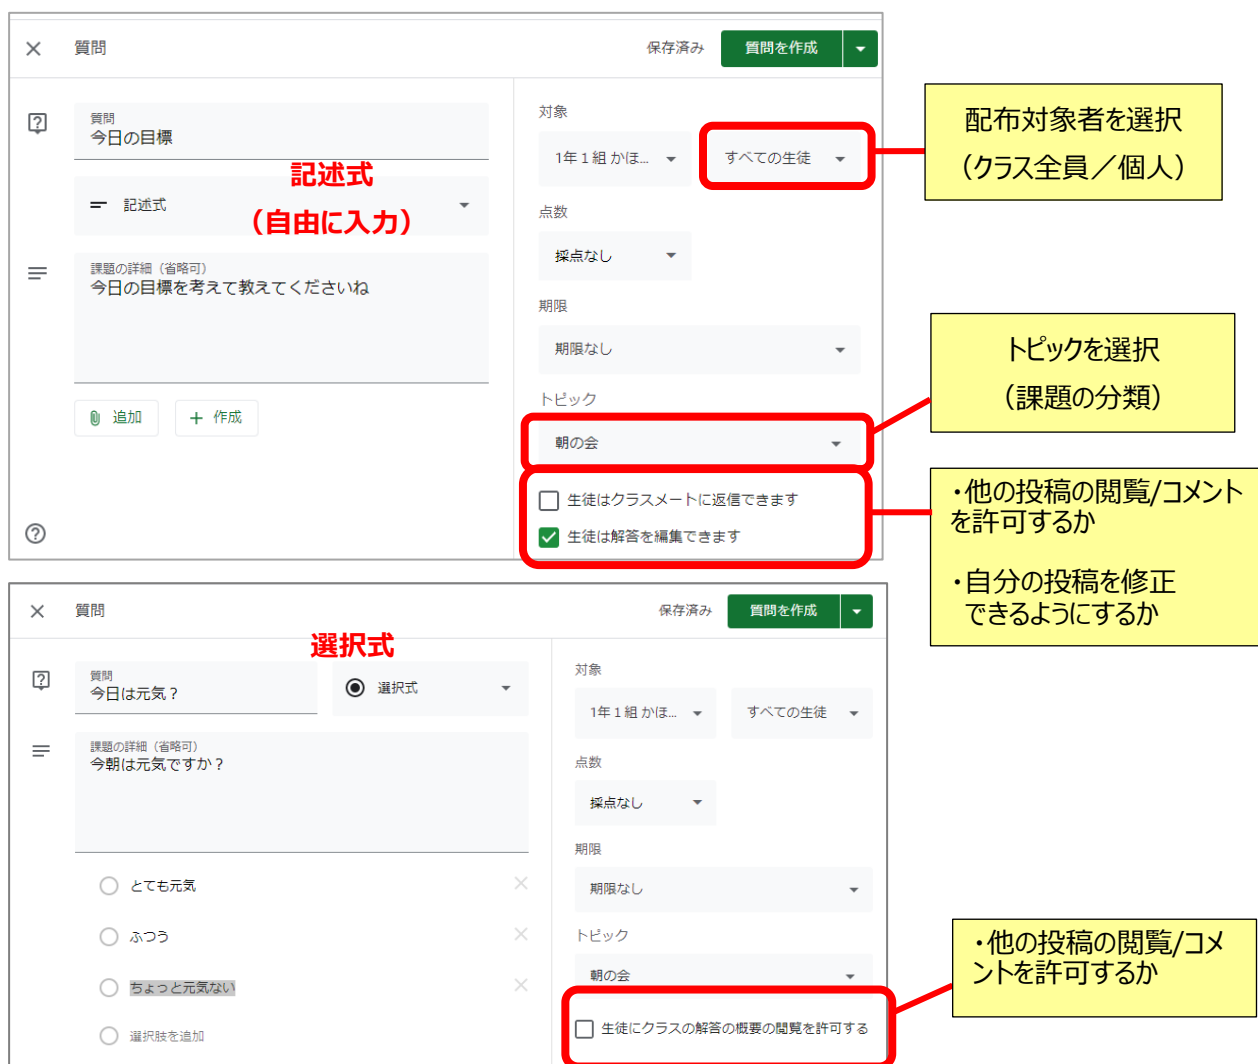 質問
保存済み
質問を作成
質問
今日の目標
記述式
記述式
（自由に入力）
課題の詳細（省略可）
今日の目標を考えて教えてくださいね
追加
作成
対象
1年１組 かほ...
すべての生徒
点数
採点なし
期限
期限なし
トピック
朝の会
生徒はクラスメートに返信できます
生徒は解答を編集できます
配布対象者を選択
（クラス全員／個人）
トピックを選択
（課題の分類）
・他の投稿の閲覧/コメント
を許可するか
・自分の投稿を修正
できるようにするか
質問
保存済み
質問を作成
選択式
質問
今日は元気？
選択式
課題の詳細（省略可）
今朝は元気ですか？
とても元気
ふつう
ちょっと元気ない
選択肢を追加
対象
1年１組 かほ...
すべての生徒
点数
採点なし
期限
期限なし
トピック
朝の会
生徒にクラスの解答の概要の閲覧を許可する
・他の投稿の閲覧/コメ
ントを許可するか